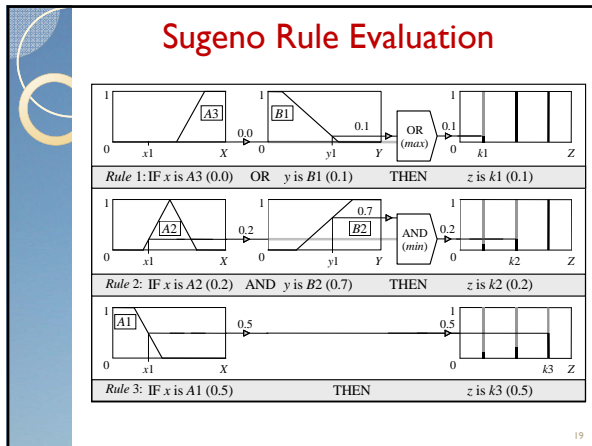 Sugeno Rule Evaluation
1 A3 1 B1 1
0.0 0.1 OR (max) 0.1
0 x1 X 0 y1 Y 0 k1 Z
Rule 1: IF x is A3 (0.0) OR y is B1 (0.1) THEN z is k1 (0.1)
1 A2 1 B2 1
0.2 0.7 AND (min) 0.2
0 x1 X 0 y1 Y 0 k2 Z
Rule 2: IF x is A2 (0.2) AND y is B2 (0.7) THEN z is k2 (0.2)
1 A1 1
0.5 0.5
0 x1 X 0 k3 Z
Rule 3: IF x is A1 (0.5) THEN z is k3 (0.5)
19